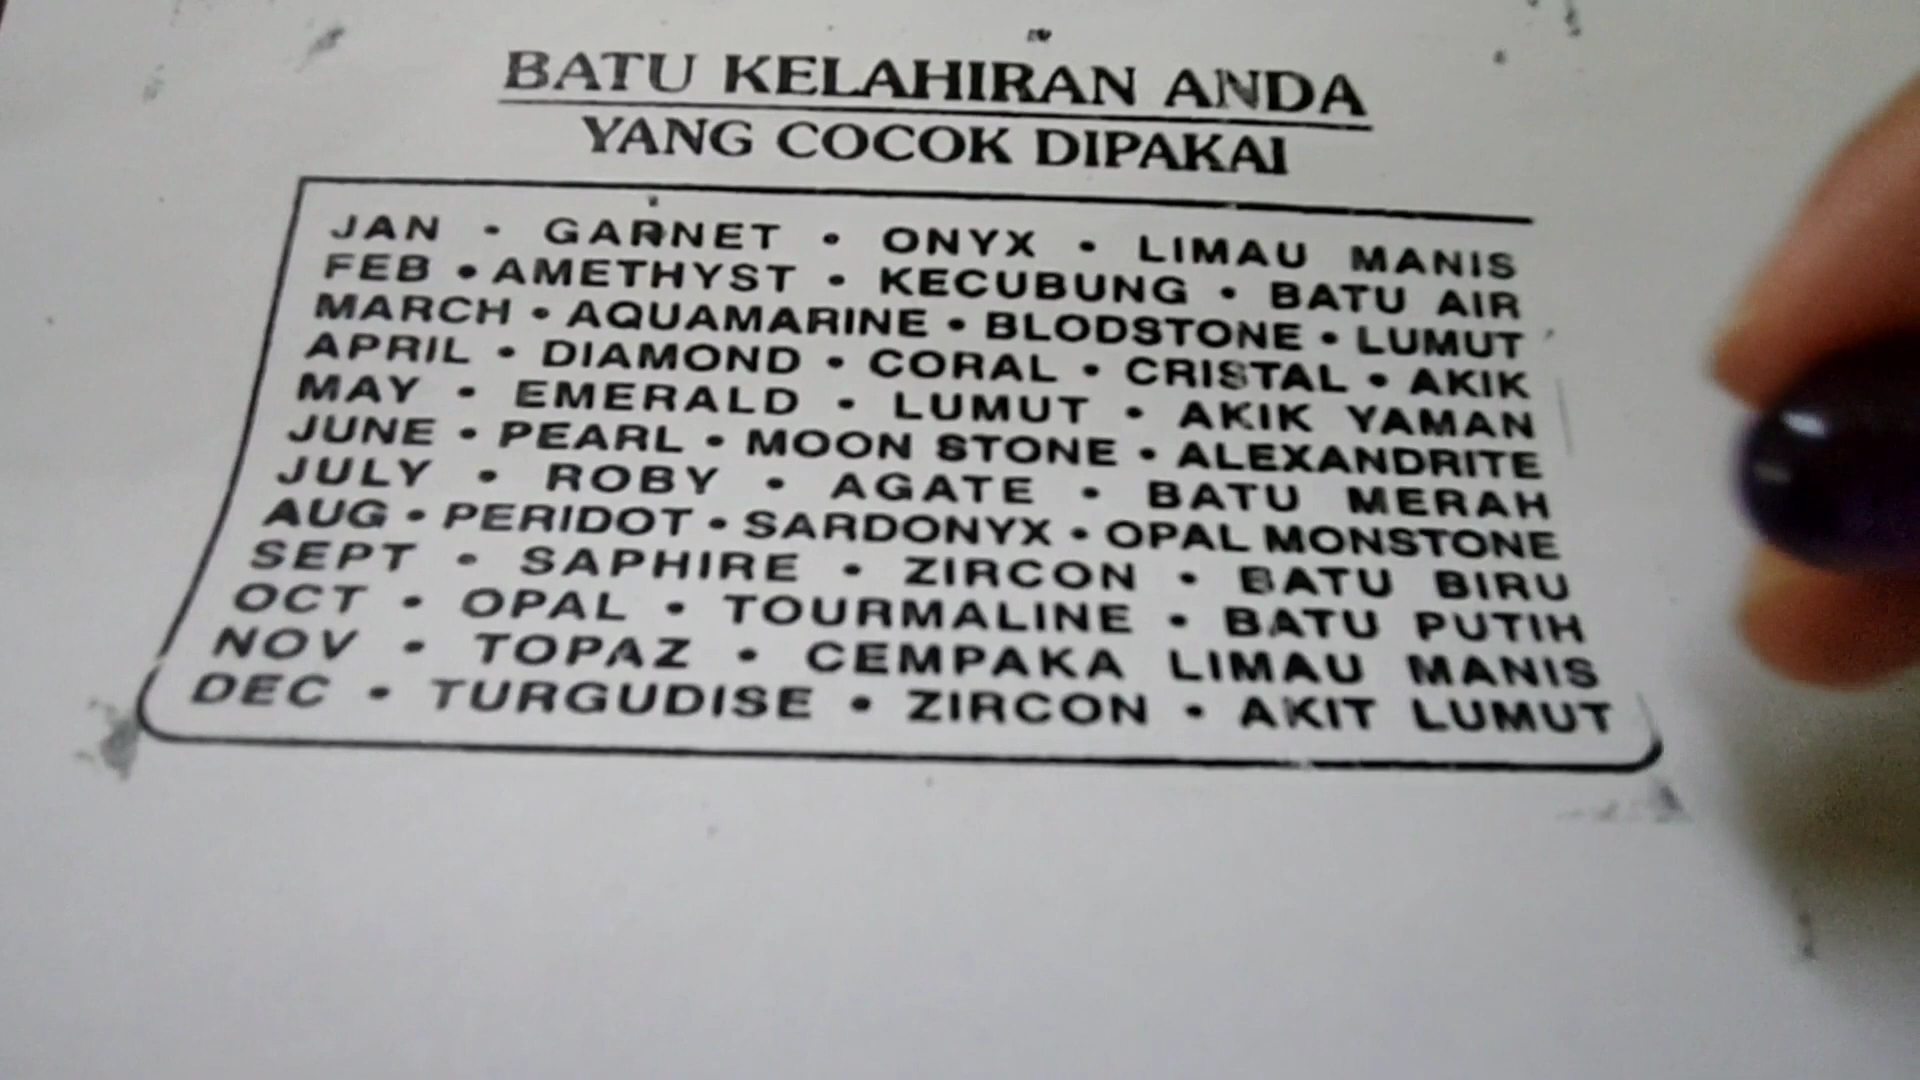 BATU KELAHIRAN ANDA
YANG COCOK DIPAKAI
JAN • GARNET • ONYX • LIMAU MANIS
FEB • AMETHYST • KECUBUNG • BATU AIR
MARCH • AQUAMARINE • BLODSTONE • LUMUT
APRIL • DIAMOND • CORAL • CRISTAL • AKIK
MAY • EMERALD • LUMUT • AKIK YAMAN
JUNE • PEARL • MOON STONE • ALEXANDRITE
JULY • ROBY • AGATE • BATU MERAH
AUG • PERIDOT • SARDONYX • OPAL MONSTONE
SEPT • SAPHIRE • ZIRCON • BATU BIRU
OCT • OPAL • TOURMALINE • BATU PUTIH
NOV • TOPAZ • CEMPAKA LIMAU MANIS
DEC • TURGUDISE • ZIRCON • AKIT LUMUT